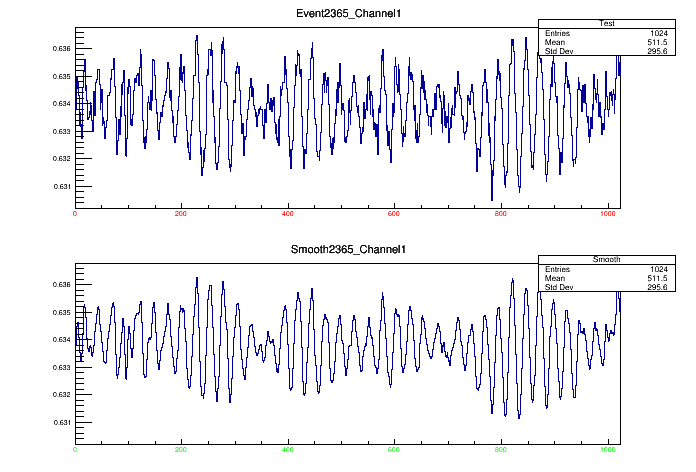 Event2365_Channel1
Test
Entries 1024
Mean 511.5
Std Dev 295.6
0.636
0.635
0.634
0.633
0.632
0.631
0 200 400 600 800 1000
Smooth2365_Channel1
Smooth
Entries 1024
Mean 511.5
Std Dev 295.6
0.636
0.635
0.634
0.633
0.632
0.631
0 200 400 600 800 1000